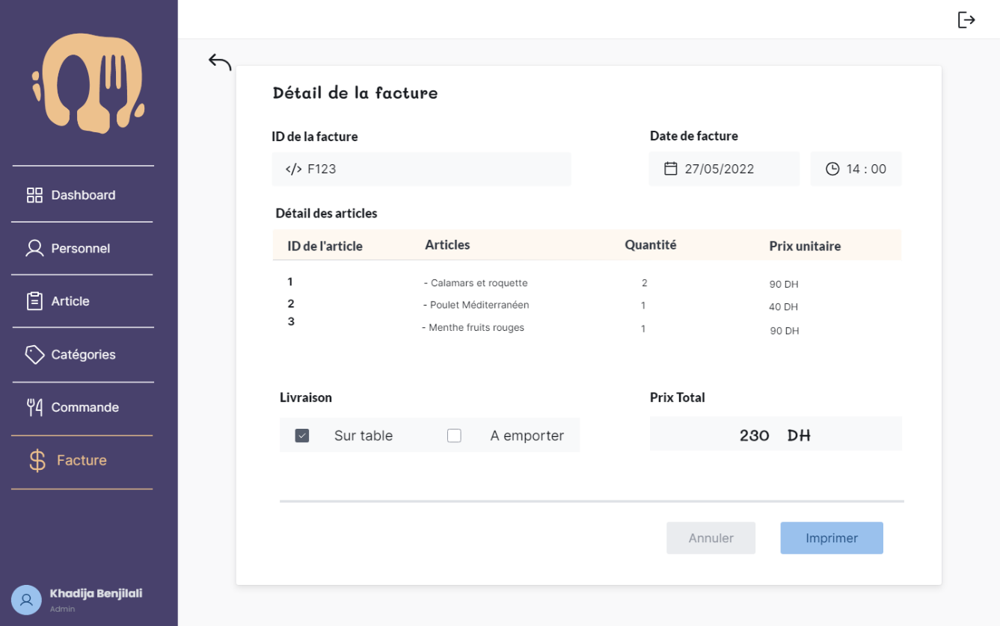 Dashboard
Personnel
Article
Catégories
Commande
Facture
Khadija Benjilali
Admin
Détail de la facture
ID de la facture
Date de facture
</> F123
27/05/2022
14 : 00
Détail des articles
ID de l'article Articles Quantité Prix unitaire
1 - Calamars et roquette 2 90 DH
2 - Poulet Méditerranéen 1 40 DH
3 - Menthe fruits rouges 1 90 DH
Livraison
Prix Total
Sur table A emporter
230 DH
Annuler
Imprimer